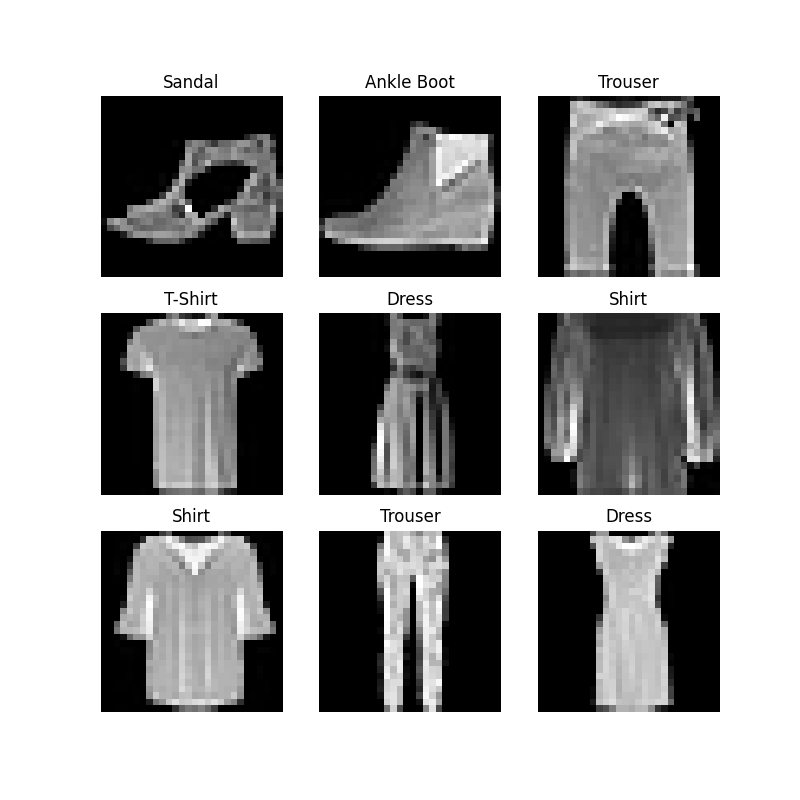 Sandal
Ankle Boot
Trouser
T-Shirt
Dress
Shirt
Shirt
Trouser
Dress